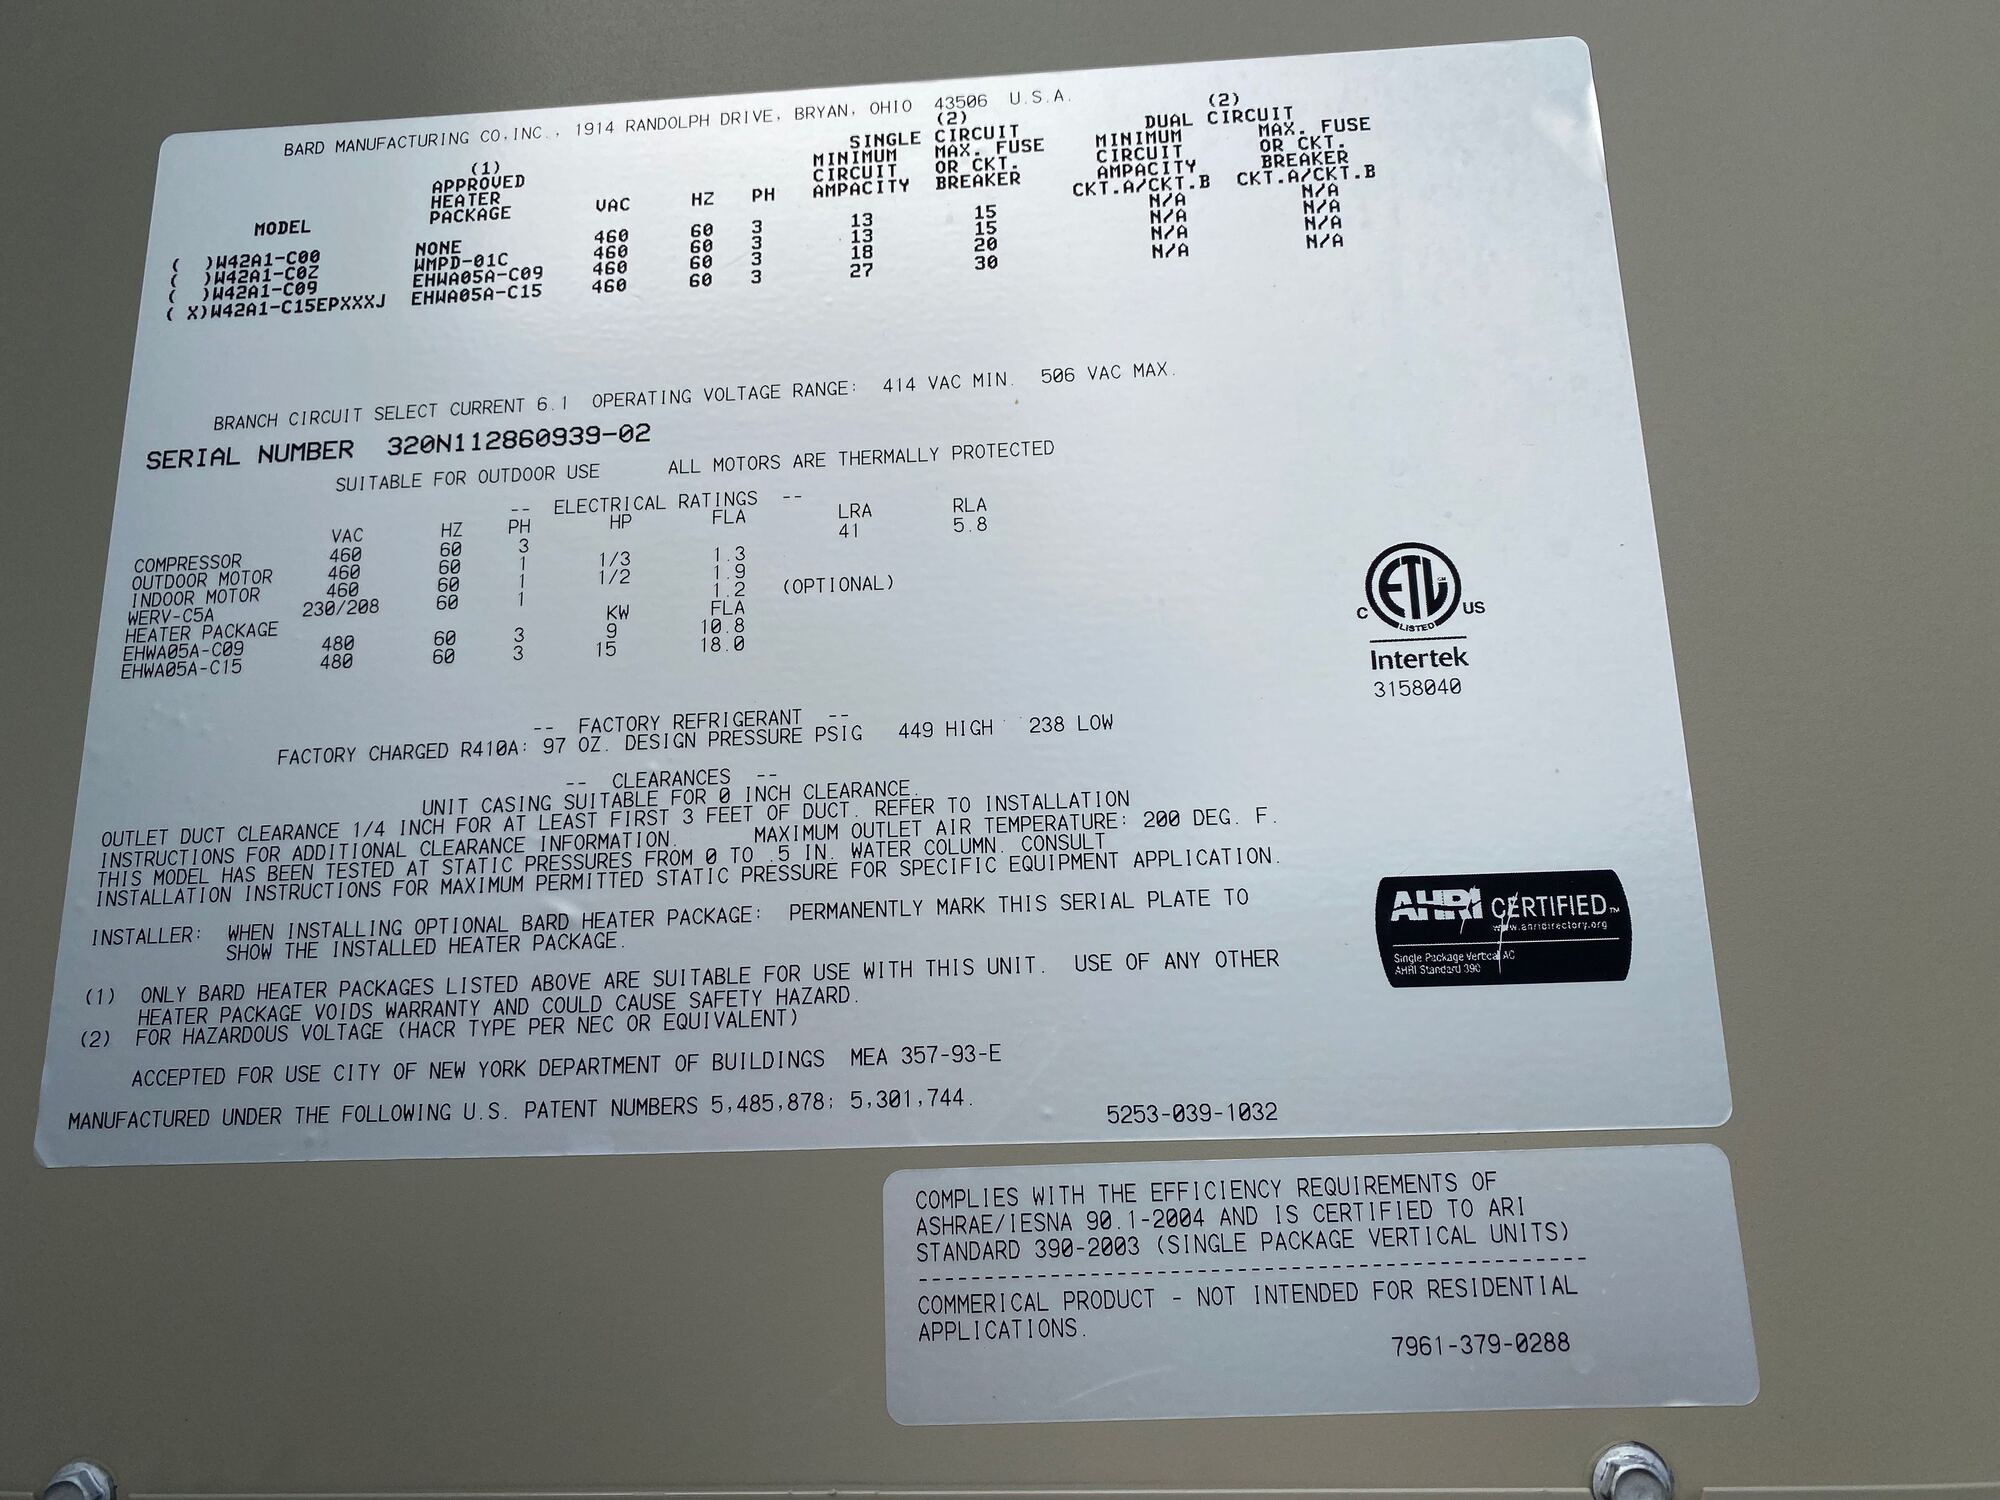 BARD MANUFACTURING CO,INC., 1914 RANDOLPH DRIVE, BRYAN, OHIO 43506 U.S.A.
(2) (2)
SINGLE CIRCUIT DUAL CIRCUIT
(1) MINIMUM MAX. FUSE MINIMUM MAX. FUSE
APPROVED CIRCUIT OR CKT. CIRCUIT OR CKT.
HEATER AMPACITY BREAKER AMPACITY BREAKER
MODEL PACKAGE VAC HZ PH CKT.A/CKT.B CKT.A/CKT.B
( )W42A1-C00 NONE 460 60 3 13 15 N/A N/A
( )W42A1-C0Z WMPD-01C 460 60 3 13 15 N/A N/A
( )W42A1-C09 EHWA05A-C09 460 60 3 18 20 N/A N/A
( X)W42A1-C15EPXXXJ EHWA05A-C15 460 60 3 27 30 N/A N/A
BRANCH CIRCUIT SELECT CURRENT 6.1 OPERATING VOLTAGE RANGE: 414 VAC MIN. 506 VAC MAX.
SERIAL NUMBER 320N112860939-02
SUITABLE FOR OUTDOOR USE ALL MOTORS ARE THERMALLY PROTECTED
-- ELECTRICAL RATINGS --
VAC HZ PH HP FLA LRA RLA
COMPRESSOR 460 60 3 41 5.8
OUTDOOR MOTOR 460 60 1 1/3 1.3
INDOOR MOTOR 460 60 1 1/2 1.9
WERV-C5A 230/208 60 1 1.2 (OPTIONAL)
HEATER PACKAGE KW FLA
EHWA05A-C09 480 60 3 9 10.8
EHWA05A-C15 480 60 3 15 18.0
-- FACTORY REFRIGERANT --
FACTORY CHARGED R410A: 97 OZ. DESIGN PRESSURE PSIG 449 HIGH 238 LOW
-- CLEARANCES --
UNIT CASING SUITABLE FOR 0 INCH CLEARANCE.
OUTLET DUCT CLEARANCE 1/4 INCH FOR AT LEAST FIRST 3 FEET OF DUCT. REFER TO INSTALLATION
INSTRUCTIONS FOR ADDITIONAL CLEARANCE INFORMATION. MAXIMUM OUTLET AIR TEMPERATURE: 200 DEG. F.
THIS MODEL HAS BEEN TESTED AT STATIC PRESSURES FROM 0 TO .5 IN. WATER COLUMN. CONSULT
INSTALLATION INSTRUCTIONS FOR MAXIMUM PERMITTED STATIC PRESSURE FOR SPECIFIC EQUIPMENT APPLICATION.
INSTALLER: WHEN INSTALLING OPTIONAL BARD HEATER PACKAGE: PERMANENTLY MARK THIS SERIAL PLATE TO
SHOW THE INSTALLED HEATER PACKAGE.
(1) ONLY BARD HEATER PACKAGES LISTED ABOVE ARE SUITABLE FOR USE WITH THIS UNIT. USE OF ANY OTHER
HEATER PACKAGE VOIDS WARRANTY AND COULD CAUSE SAFETY HAZARD.
(2) FOR HAZARDOUS VOLTAGE (HACR TYPE PER NEC OR EQUIVALENT)
ACCEPTED FOR USE CITY OF NEW YORK DEPARTMENT OF BUILDINGS MEA 357-93-E
MANUFACTURED UNDER THE FOLLOWING U.S. PATENT NUMBERS 5,485,878; 5,301,744.
5253-039-1032
ETL CM
C US
LISTED
Intertek
3158040
AHRI CERTIFIED™
www.ahridirectory.org
Single Package Vertical AC
AHRI Standard 390
COMPLIES WITH THE EFFICIENCY REQUIREMENTS OF
ASHRAE/IESNA 90.1-2004 AND IS CERTIFIED TO ARI
STANDARD 390-2003 (SINGLE PACKAGE VERTICAL UNITS)
COMMERICAL PRODUCT - NOT INTENDED FOR RESIDENTIAL
APPLICATIONS.
7961-379-0288